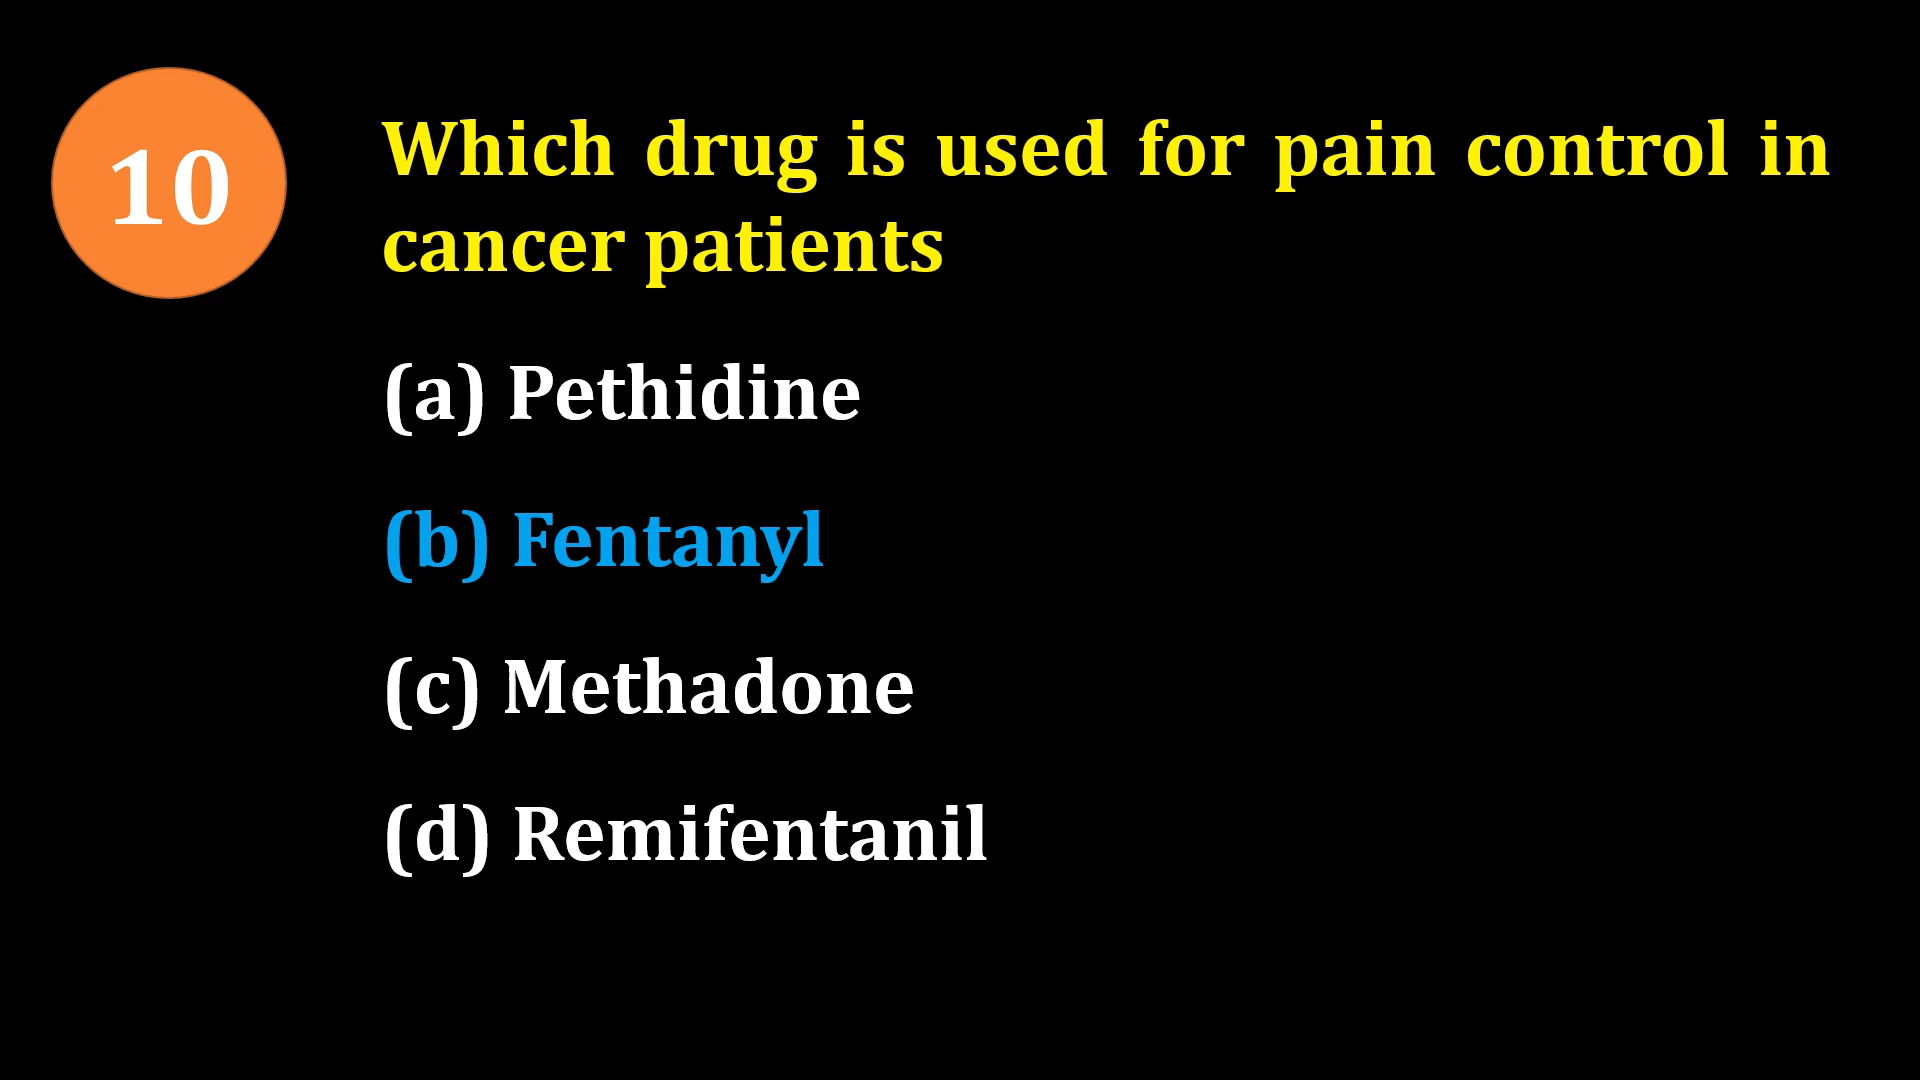 10
Which drug is used for pain control in
cancer patients
(a) Pethidine
(b) Fentanyl
(c) Methadone
(d) Remifentanil